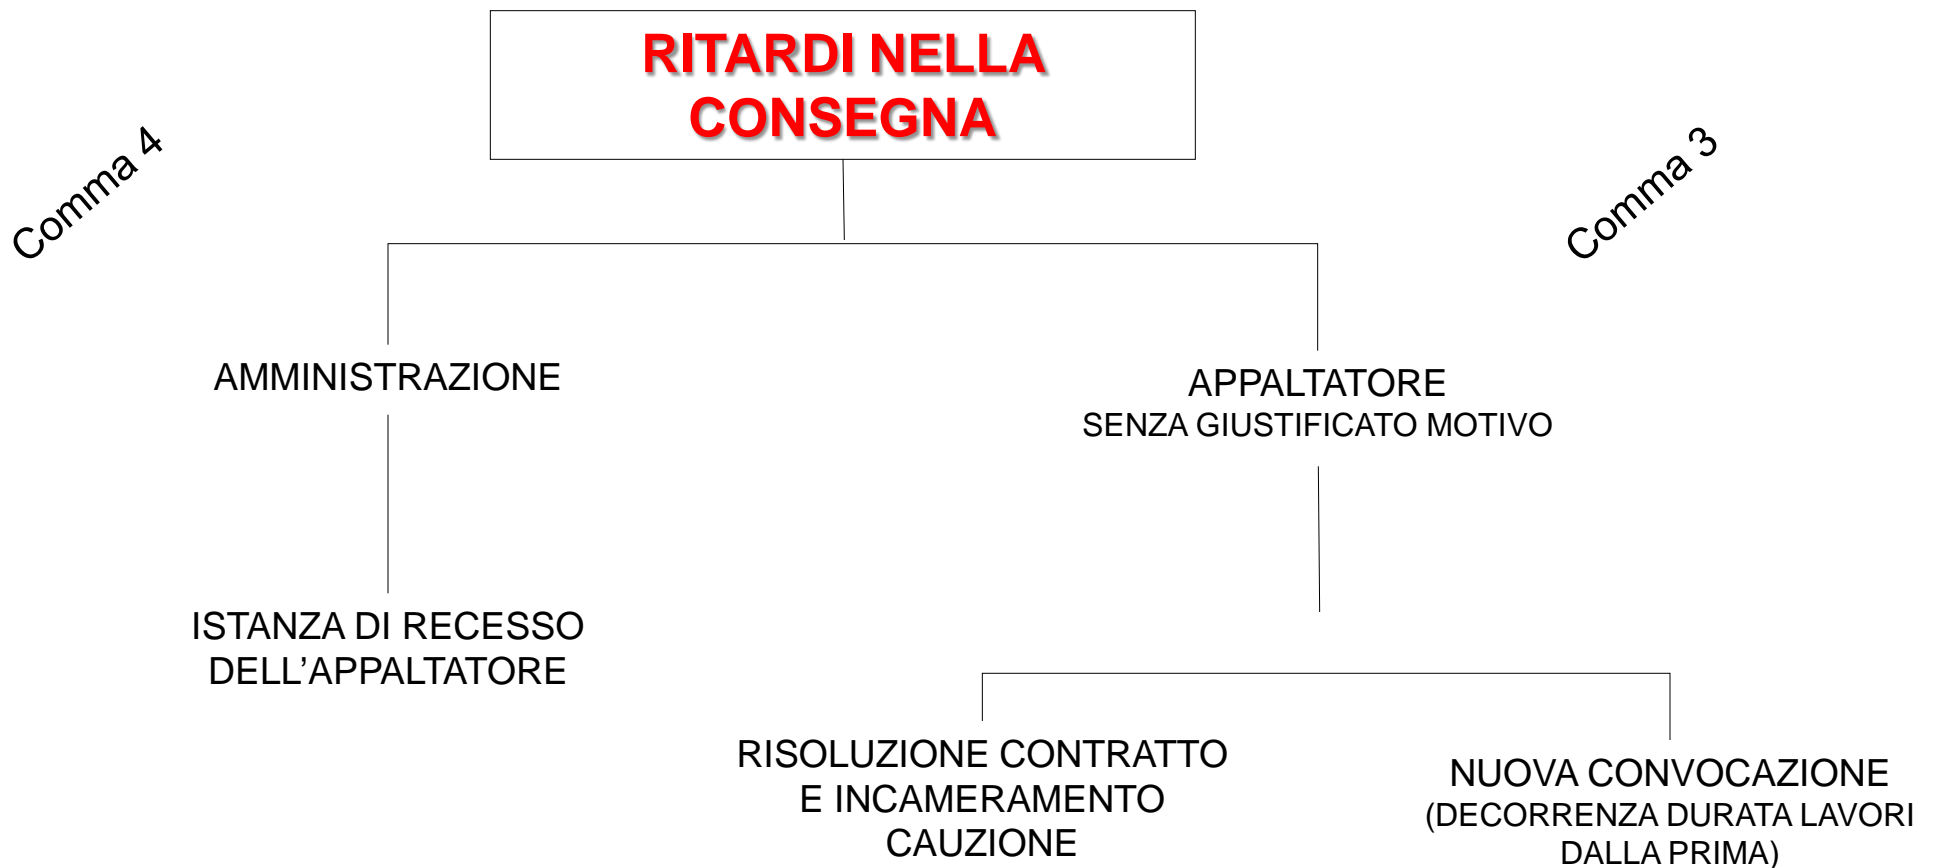 RITARDI NELLA
CONSEGNA
Comma 4
Comma 3
AMMINISTRAZIONE
APPALTATORE
SENZA GIUSTIFICATO MOTIVO
ISTANZA DI RECESSO
DELL’APPALTATORE
RISOLUZIONE CONTRATTO
E INCAMERAMENTO
CAUZIONE
NUOVA CONVOCAZIONE
(DECORRENZA DURATA LAVORI
DALLA PRIMA)